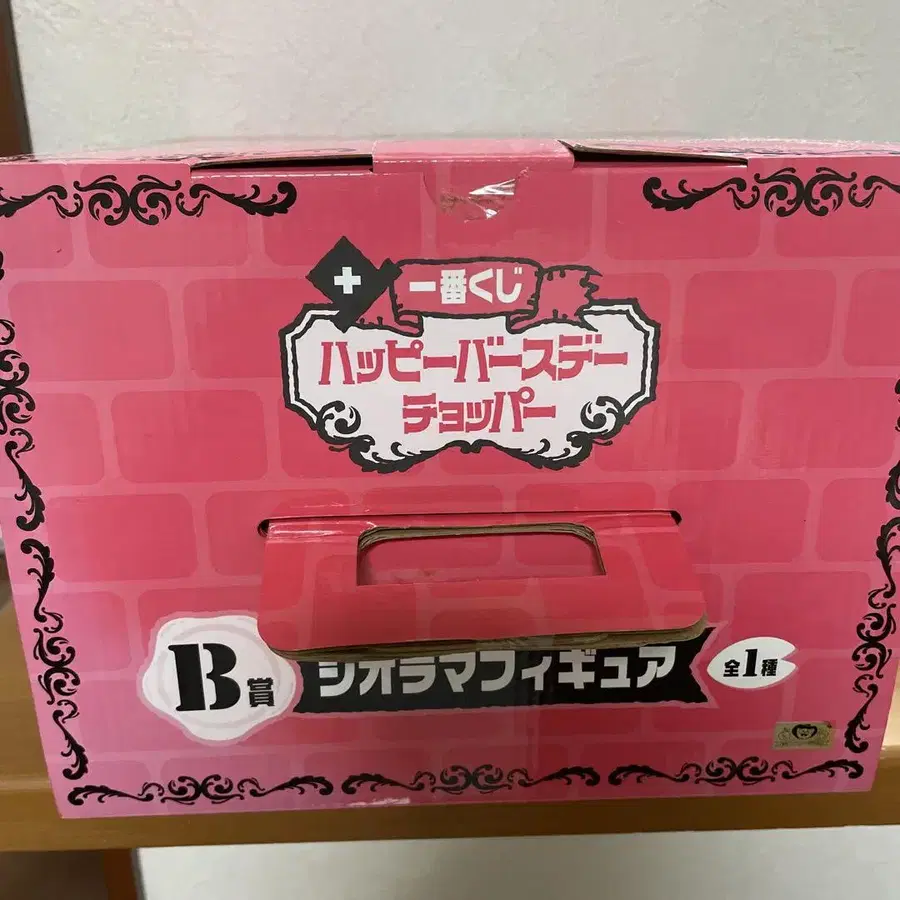 一番くじ
ハッピーバースデー
チョッパー
B賞
ジオラマフィギュア
全1種